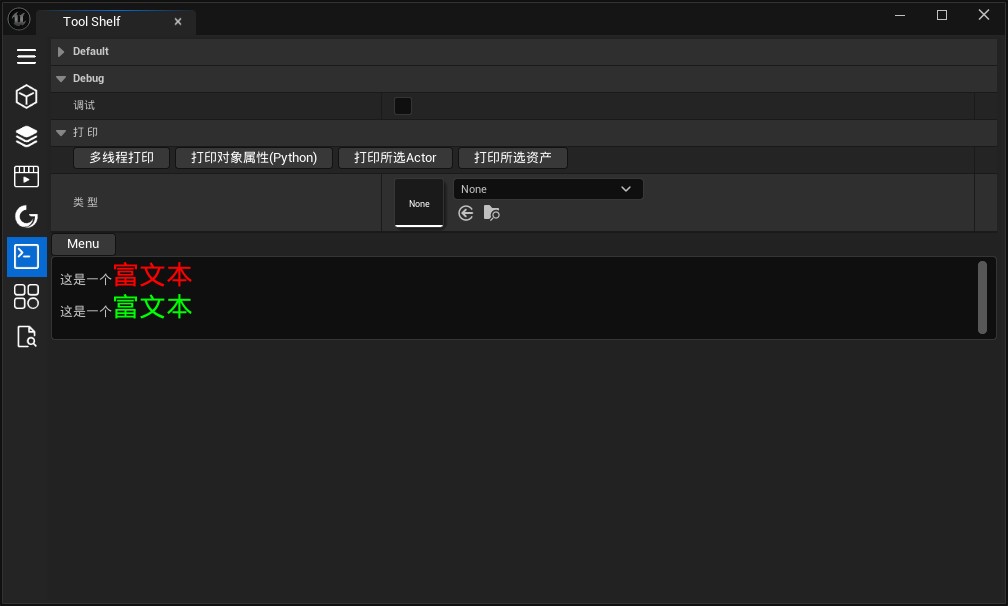 Tool Shelf
Default
Debug
调试
打印
多线程打印 打印对象属性(Python) 打印所选Actor 打印所选资产
类型 None None
Menu
这是一个富文本
这是一个富文本